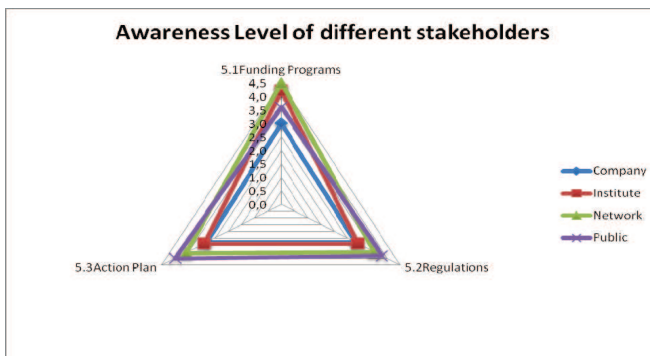 Awareness Level of different stakeholders
5.1Funding Programs
4,5
4,0
3,5
3,0
2,5
2,0
1,5
1,0
0,5
0,0
5.3Action Plan
5.2Regulations
Company
Institute
Network
Public